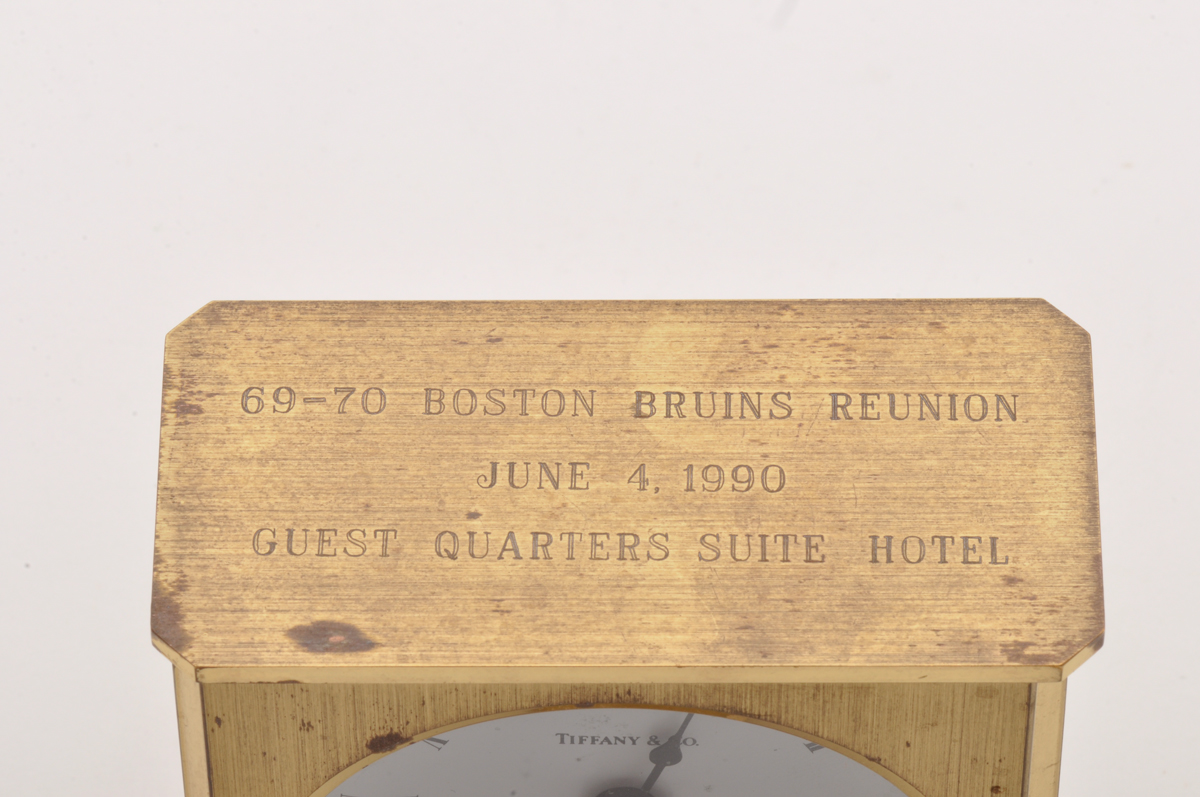 69-70 BOSTON BRUINS REUNION
JUNE 4, 1990
GUEST QUARTERS SUITE HOTEL
TIFFANY & CO.